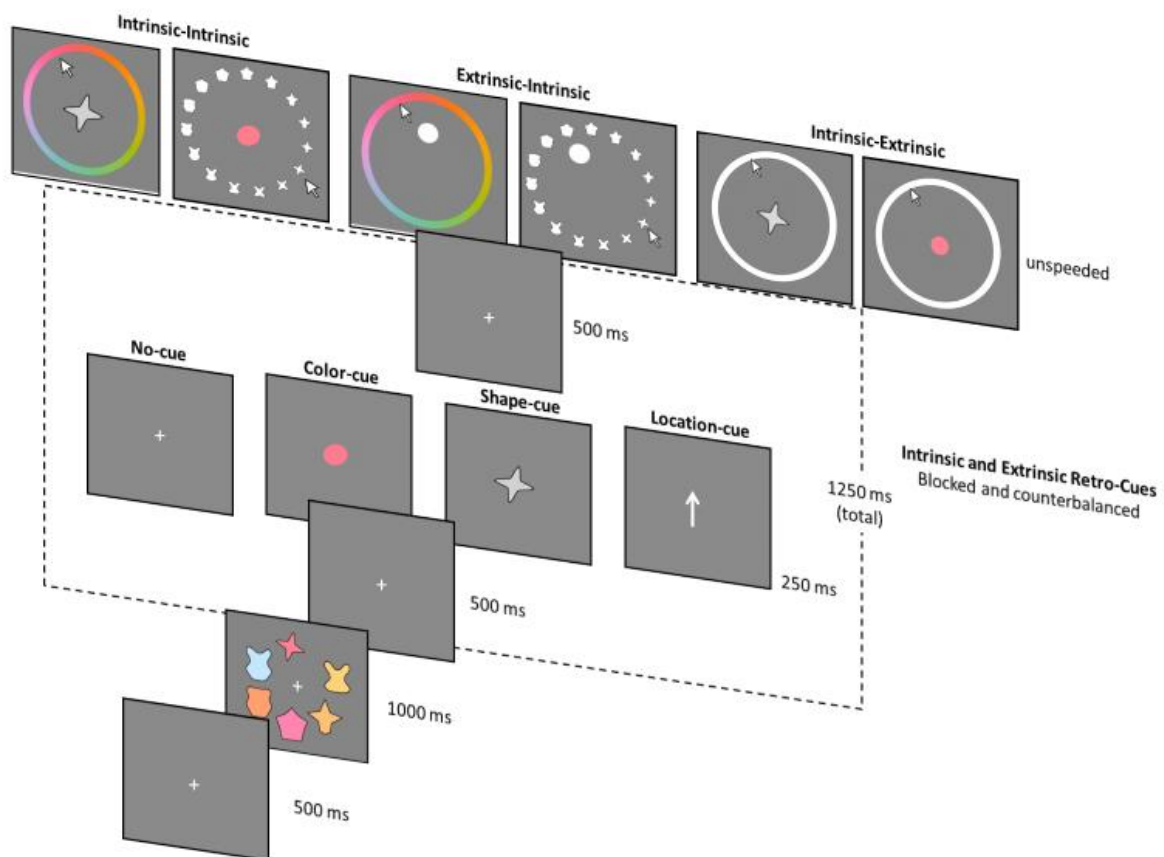 Intrinsic-Intrinsic
Extrinsic-Intrinsic
Intrinsic-Extrinsic
unspeeded
500 ms
No-cue
Color-cue
Shape-cue
Location-cue
Intrinsic and Extrinsic Retro-Cues
Blocked and counterbalanced
1250 ms
(total)
250 ms
500 ms
1000 ms
500 ms